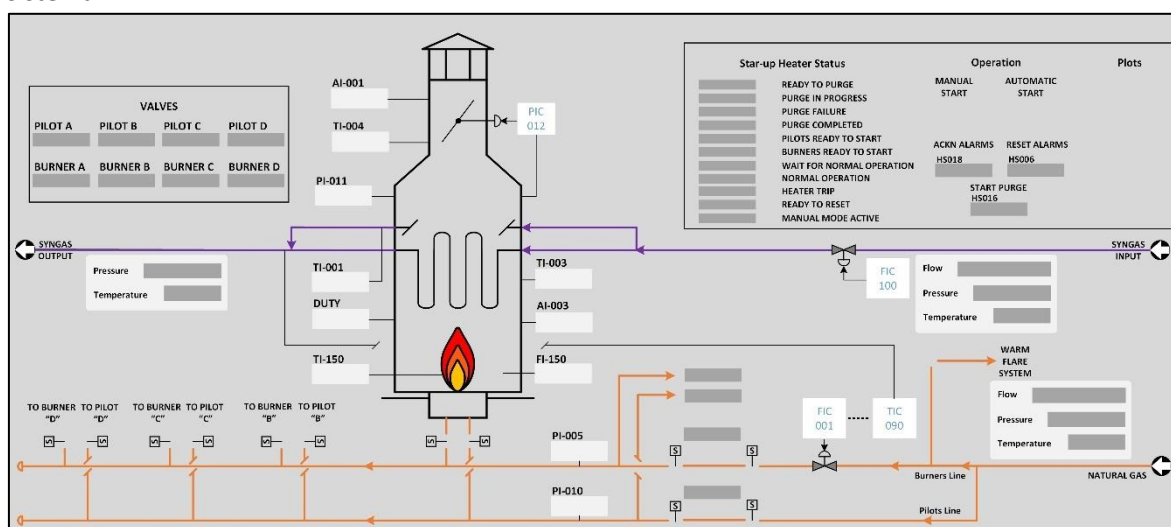 VALVES
PILOT A
PILOT B
PILOT C
PILOT D
BURNER A
BURNER B
BURNER C
BURNER D
AI-001
TI-004
PI-011
PIC
012
Star-up Heater Status
READY TO PURGE
PURGE IN PROGRESS
PURGE FAILURE
PURGE COMPLETED
PILOTS READY TO START
BURNERS READY TO START
WAIT FOR NORMAL OPERATION
NORMAL OPERATION
HEATER TRIP
READY TO RESET
MANUAL MODE ACTIVE
Operation
MANUAL
START
AUTOMATIC
START
ACKN ALARMS
HS018
RESET ALARMS
HS006
START PURGE
HS016
Plots
SYNGAS
OUTPUT
Pressure
Temperature
TI-001
DUTY
TI-150
TI-003
AI-003
FI-150
FIC
100
SYNGAS
INPUT
Flow
Pressure
Temperature
WARM
FLARE
SYSTEM
Flow
Pressure
Temperature
TO BURNER
"D"
TO PILOT
"D"
TO BURNER
"C"
TO PILOT
"C"
TO BURNER
"B"
TO PILOT
"B"
S
S
S
S
S
S
S
S
PI-005
S
S
FIC
001
TIC
090
Burners Line
NATURAL GAS
PI-010
S
S
Pilots Line